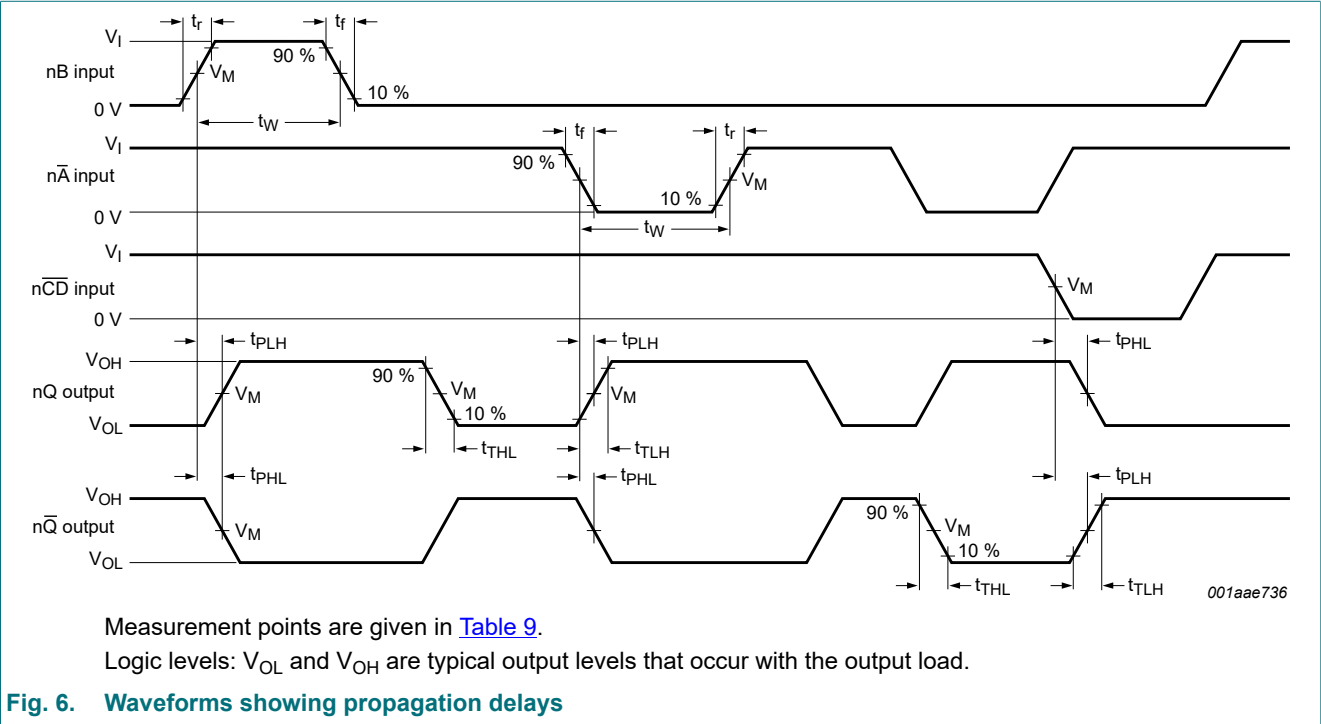 tr tf
VI
90 %
nB input
VM
10 %
0 V
tW
tf tr
VI
90 %
nA̅ input
VM
10 %
0 V
tW
VI
nC̅D̅ input
VM
0 V
tPLH tPLH tPHL
VOH
90 %
nQ output
VM VM VM
10 %
VOL
tTHL tTLH
tPHL tPHL tPLH
VOH
90 %
nQ̅ output
VM VM
10 %
VOL
tTHL tTLH
001aae736
Measurement points are given in Table 9.
Logic levels: VOL and VOH are typical output levels that occur with the output load.
Fig. 6. Waveforms showing propagation delays